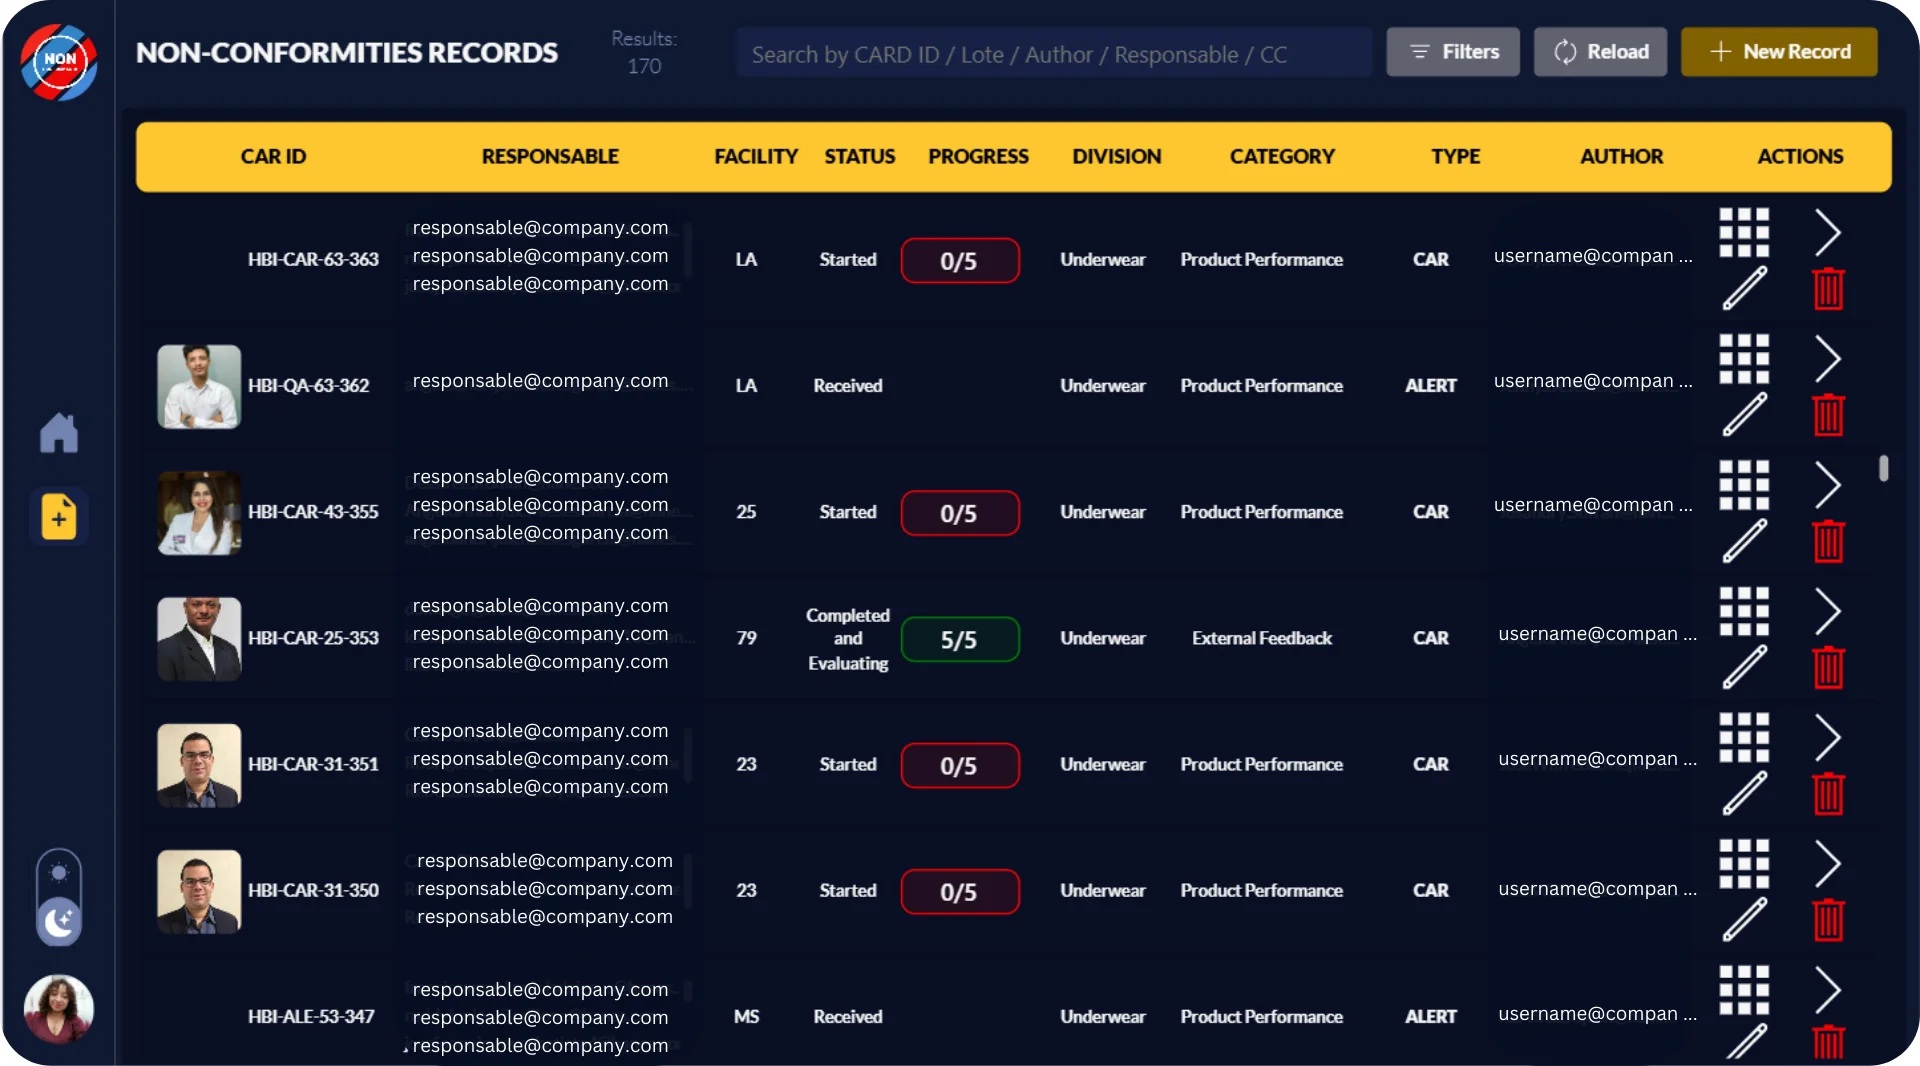 NON
NON-CONFORMITIES RECORDS
Results:
170
Search by CARD ID / Lote / Author / Responsable / CC
Filters
Reload
New Record
CAR ID RESPONSABLE FACILITY STATUS PROGRESS DIVISION CATEGORY TYPE AUTHOR ACTIONS
responsable@company.com
responsable@company.com
responsable@company.com
HBI-CAR-63-363 LA Started 0/5 Underwear Product Performance CAR username@compan ...
HBI-QA-63-362 responsable@company.com LA Received Underwear Product Performance ALERT username@compan ...
responsable@company.com
responsable@company.com
responsable@company.com
HBI-CAR-43-355 25 Started 0/5 Underwear Product Performance CAR username@compan ...
responsable@company.com
responsable@company.com
responsable@company.com
HBI-CAR-25-353 79
Completed
and
Evaluating
5/5 Underwear External Feedback CAR username@compan ...
responsable@company.com
responsable@company.com
responsable@company.com
HBI-CAR-31-351 23 Started 0/5 Underwear Product Performance CAR username@compan ...
responsable@company.com
responsable@company.com
responsable@company.com
HBI-CAR-31-350 23 Started 0/5 Underwear Product Performance CAR username@compan ...
responsable@company.com
responsable@company.com
responsable@company.com
HBI-ALE-53-347 MS Received Underwear Product Performance ALERT username@compan ...